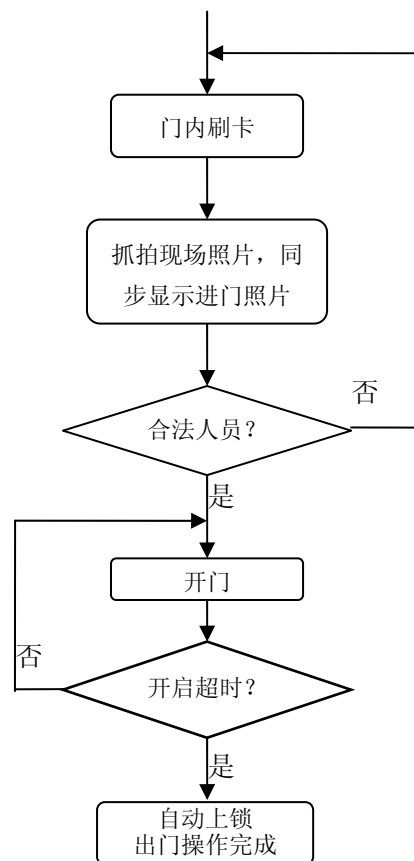 门内刷卡
抓拍现场照片，同
步显示进门照片
否
合法人员？
是
开门
否
开启超时？
是
自动上锁
出门操作完成